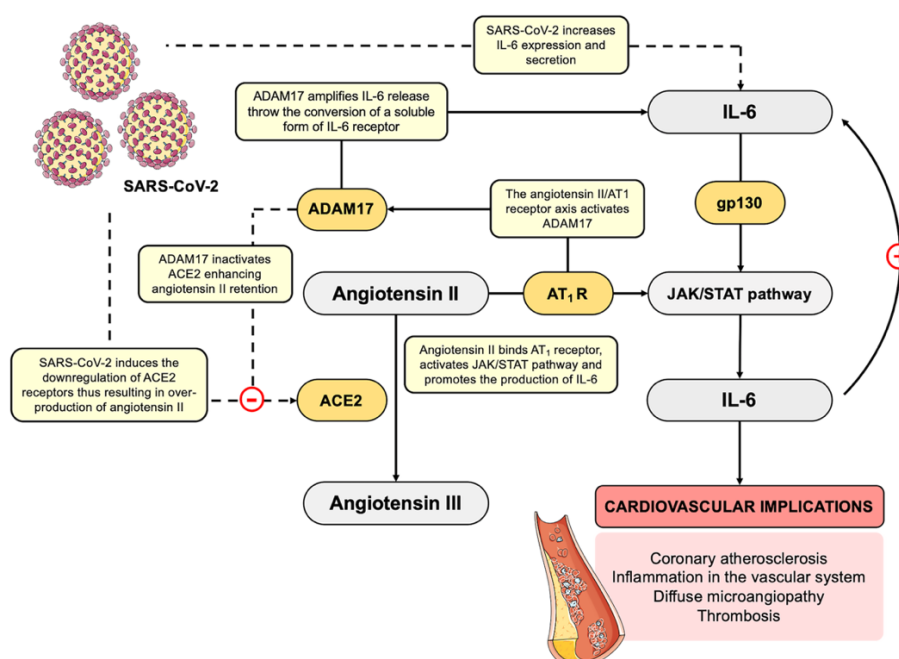 SARS-CoV-2 increases
IL-6 expression and
secretion
ADAM17 amplifies IL-6 release
throw the conversion of a soluble
form of IL-6 receptor
IL-6
SARS-CoV-2
ADAM17
The angiotensin II/AT1
receptor axis activates
ADAM17
gp130
ADAM17 inactivates
ACE2 enhancing
angiotensin II retention
Angiotensin II
AT₁ R
JAK/STAT pathway
Angiotensin II binds AT₁ receptor,
activates JAK/STAT pathway and
promotes the production of IL-6
SARS-CoV-2 induces the
downregulation of ACE2
receptors thus resulting in over-
production of angiotensin II
ACE2
IL-6
Angiotensin III
CARDIOVASCULAR IMPLICATIONS
Coronary atherosclerosis
Inflammation in the vascular system
Diffuse microangiopathy
Thrombosis